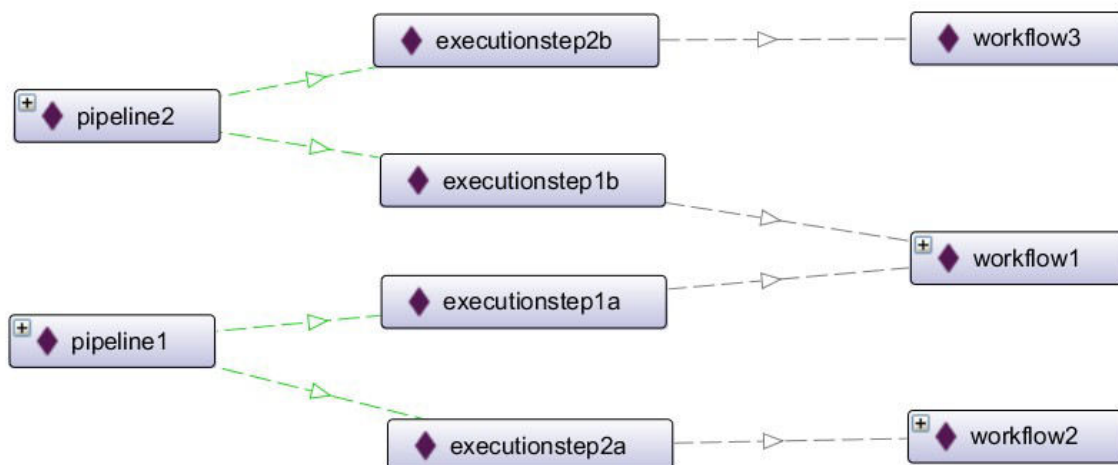 executionstep2b
workflow3
pipeline2
executionstep1b
workflow1
executionstep1a
pipeline1
executionstep2a
workflow2